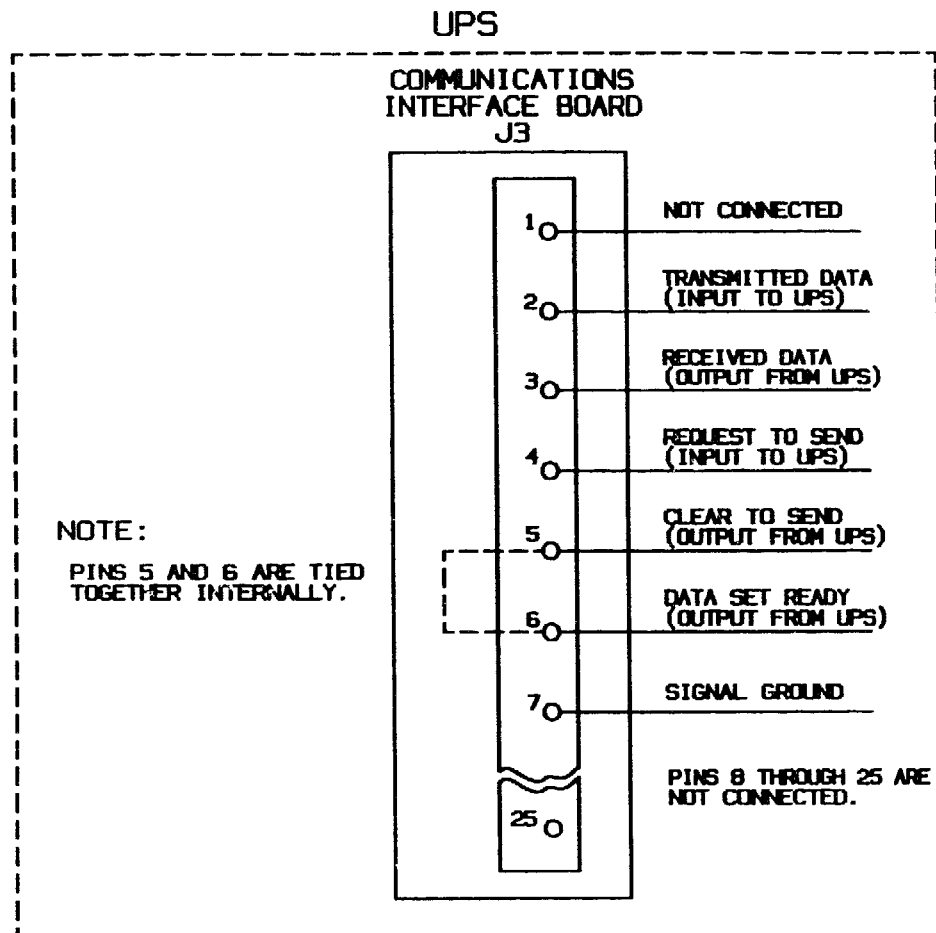 UPS
COMMUNICATIONS
INTERFACE BOARD
J3
1
NOT CONNECTED
2
TRANSMITTED DATA
(INPUT TO UPS)
3
RECEIVED DATA
(OUTPUT FROM UPS)
4
REQUEST TO SEND
(INPUT TO UPS)
5
CLEAR TO SEND
(OUTPUT FROM UPS)
NOTE:
PINS 5 AND 6 ARE TIED
TOGETHER INTERNALLY.
6
DATA SET READY
(OUTPUT FROM UPS)
7
SIGNAL GROUND
PINS 8 THROUGH 25 ARE
NOT CONNECTED.
25